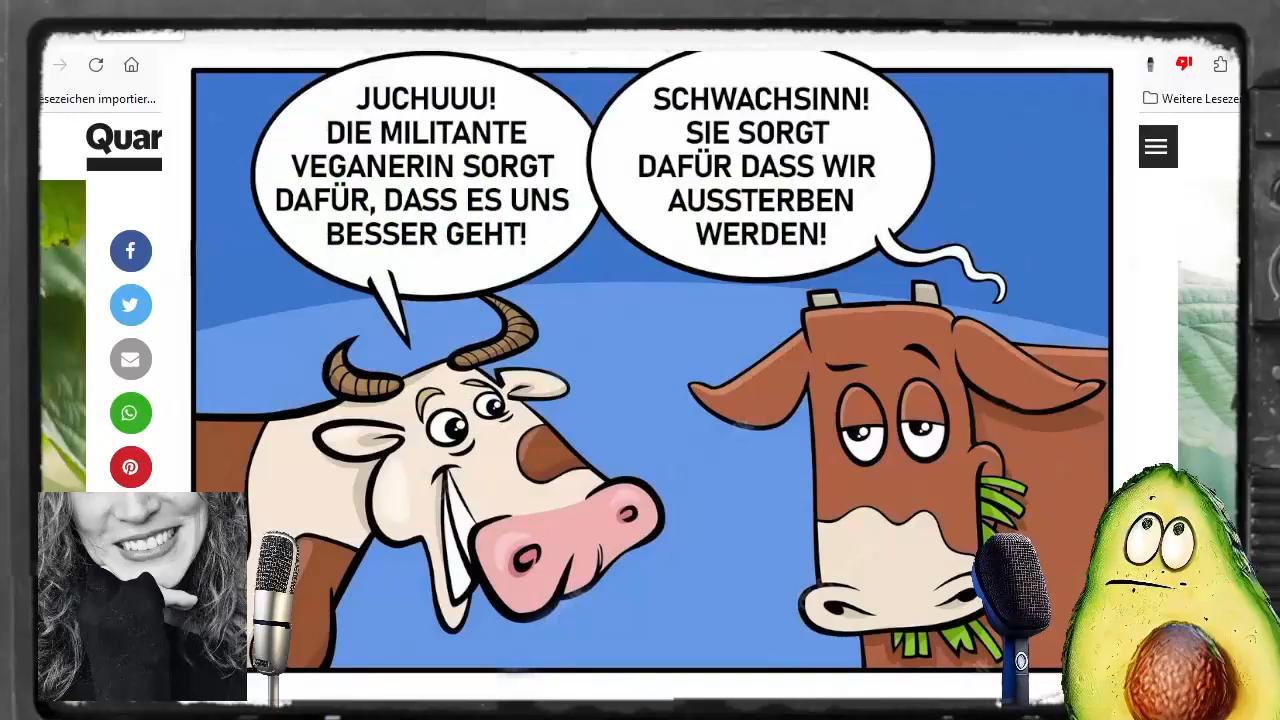 esezeichen importier...
Weitere Leseze
Quar
JUCHUUU!
DIE MILITANTE
VEGANERIN SORGT
DAFÜR, DASS ES UNS
BESSER GEHT!
SCHWACHSINN!
SIE SORGT
DAFÜR DASS WIR
AUSSTERBEN
WERDEN!